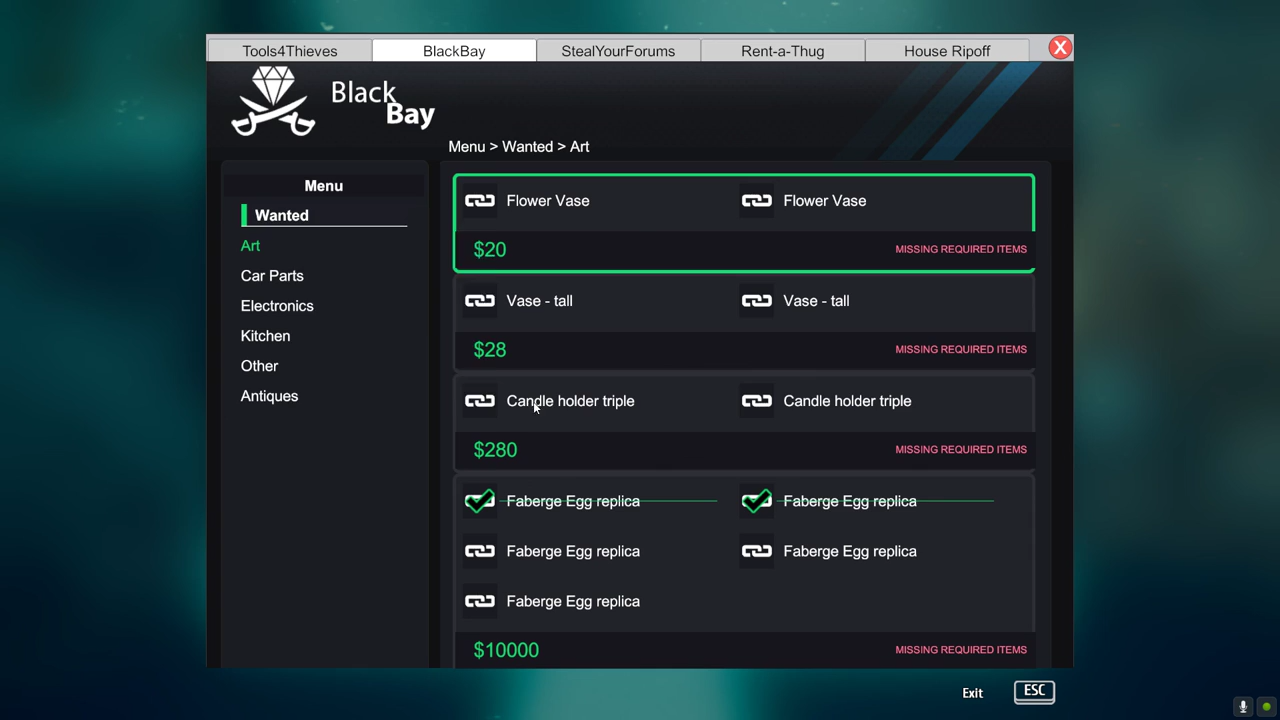 Tools4Thieves BlackBay StealYourForums Rent-a-Thug House Ripoff X
Black
Bay
Menu > Wanted > Art
Menu
Wanted
Art
Car Parts
Electronics
Kitchen
Other
Antiques
Flower Vase Flower Vase
$20 MISSING REQUIRED ITEMS
Vase - tall Vase - tall
$28 MISSING REQUIRED ITEMS
Candle holder triple Candle holder triple
$280 MISSING REQUIRED ITEMS
Faberge Egg replica Faberge Egg replica
Faberge Egg replica Faberge Egg replica
Faberge Egg replica
$10000 MISSING REQUIRED ITEMS
Exit ESC